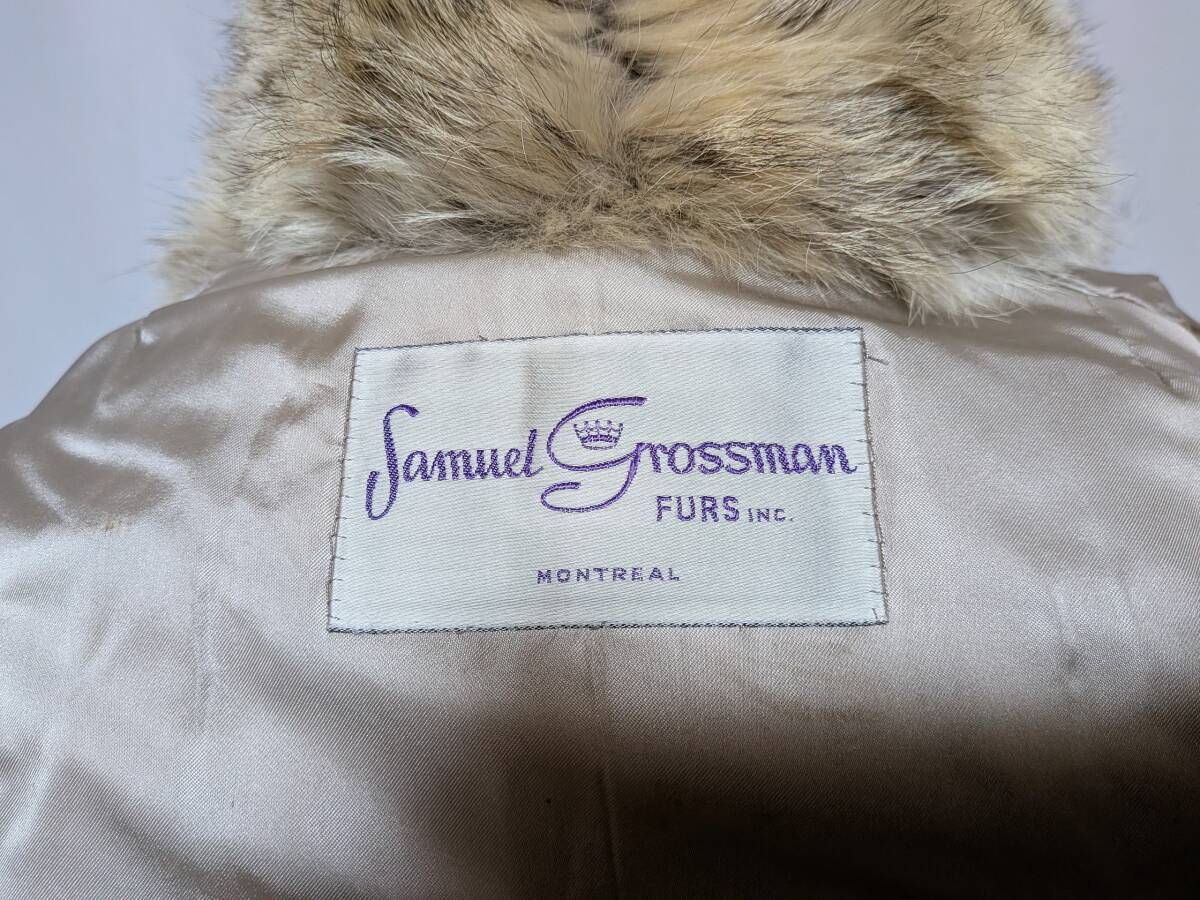 Samuel Grossman
FURS INC.
MONTREAL